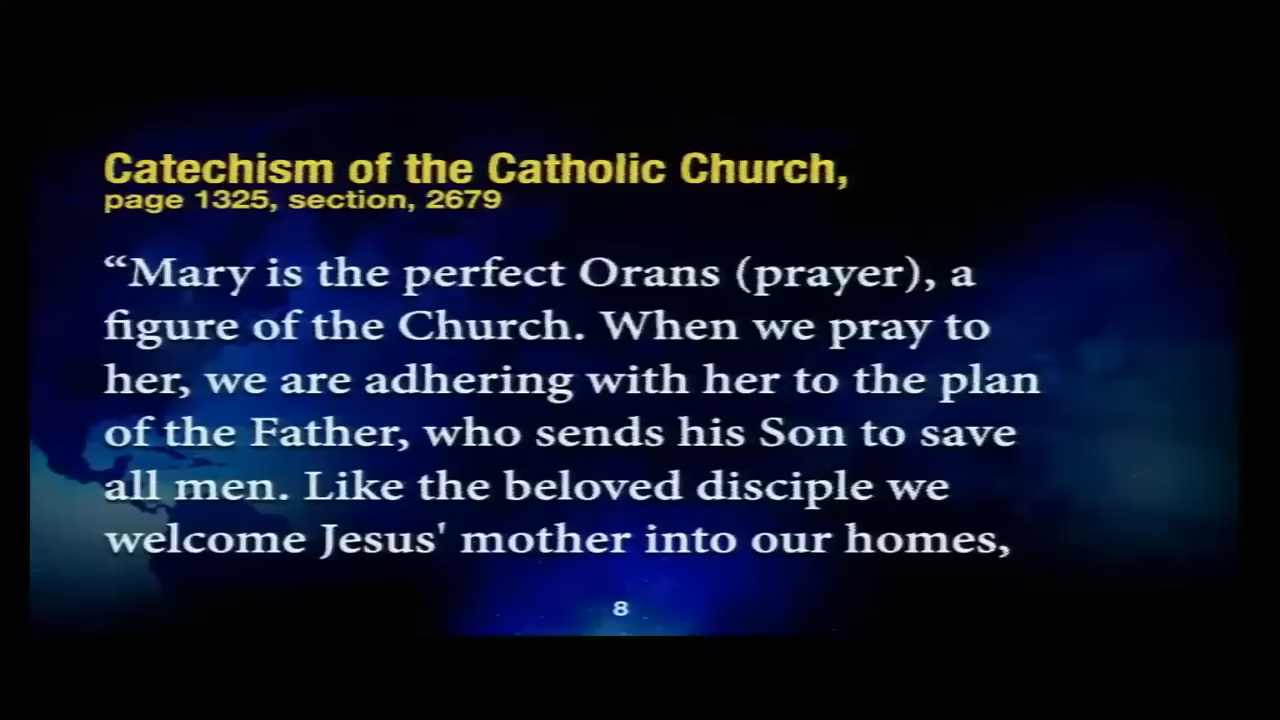 Catechism of the Catholic Church,
page 1325, section, 2679
“Mary is the perfect Orans (prayer), a
figure of the Church. When we pray to
her, we are adhering with her to the plan
of the Father, who sends his Son to save
all men. Like the beloved disciple we
welcome Jesus' mother into our homes,
8